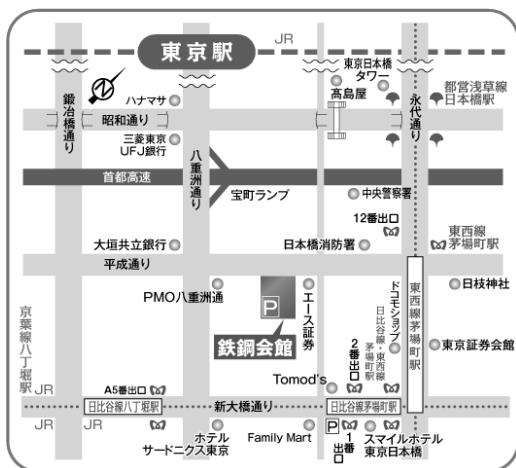 JR
東京駅
東京日本橋
タワー
髙島屋
ハナマサ
都営浅草線
日本橋駅
鍛冶橋通り
昭和通り
永代通り
三菱東京
UFJ銀行
八重洲通り
首都高速
宝町ランプ
中央警察署
12番出口
大垣共立銀行
日本橋消防署
東西線
茅場町駅
平成通り
PMO八重洲通
P
鉄鋼会館
エース証券
ドコモショップ
日比谷線・東西線
茅場町駅
東西線茅場町駅
日枝神社
東京証券会館
京葉線八丁堀駅
2番出口
Tomod's
A5番出口
JR
日比谷線八丁堀駅
新大橋通り
日比谷線茅場町駅
JR
JR
ホテル
サードニクス東京
Family Mart
P
1番出口
スマイルホテル
東京日本橋